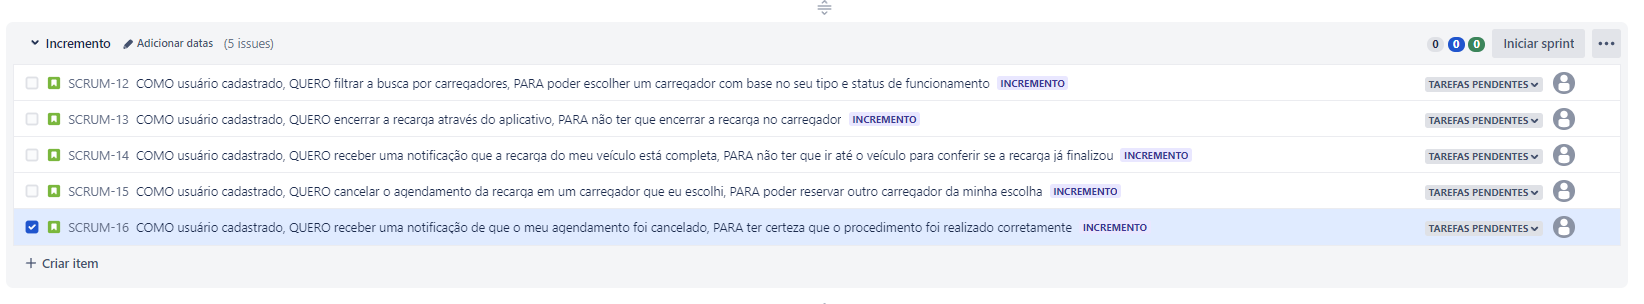 Incremento Adicionar datas (5 issues) 0 0 0 Iniciar sprint
SCRUM-12 COMO usuário cadastrado, QUERO filtrar a busca por carregadores, PARA poder escolher um carregador com base no seu tipo e status de funcionamento INCREMENTO TAREFAS PENDENTES
SCRUM-13 COMO usuário cadastrado, QUERO encerrar a recarga através do aplicativo, PARA não ter que encerrar a recarga no carregador INCREMENTO TAREFAS PENDENTES
SCRUM-14 COMO usuário cadastrado, QUERO receber uma notificação que a recarga do meu veículo está completa, PARA não ter que ir até o veículo para conferir se a recarga já finalizou INCREMENTO TAREFAS PENDENTES
SCRUM-15 COMO usuário cadastrado, QUERO cancelar o agendamento da recarga em um carregador que eu escolhi, PARA poder reservar outro carregador da minha escolha INCREMENTO TAREFAS PENDENTES
SCRUM-16 COMO usuário cadastrado, QUERO receber uma notificação de que o meu agendamento foi cancelado, PARA ter certeza que o procedimento foi realizado corretamente INCREMENTO TAREFAS PENDENTES
+ Criar item